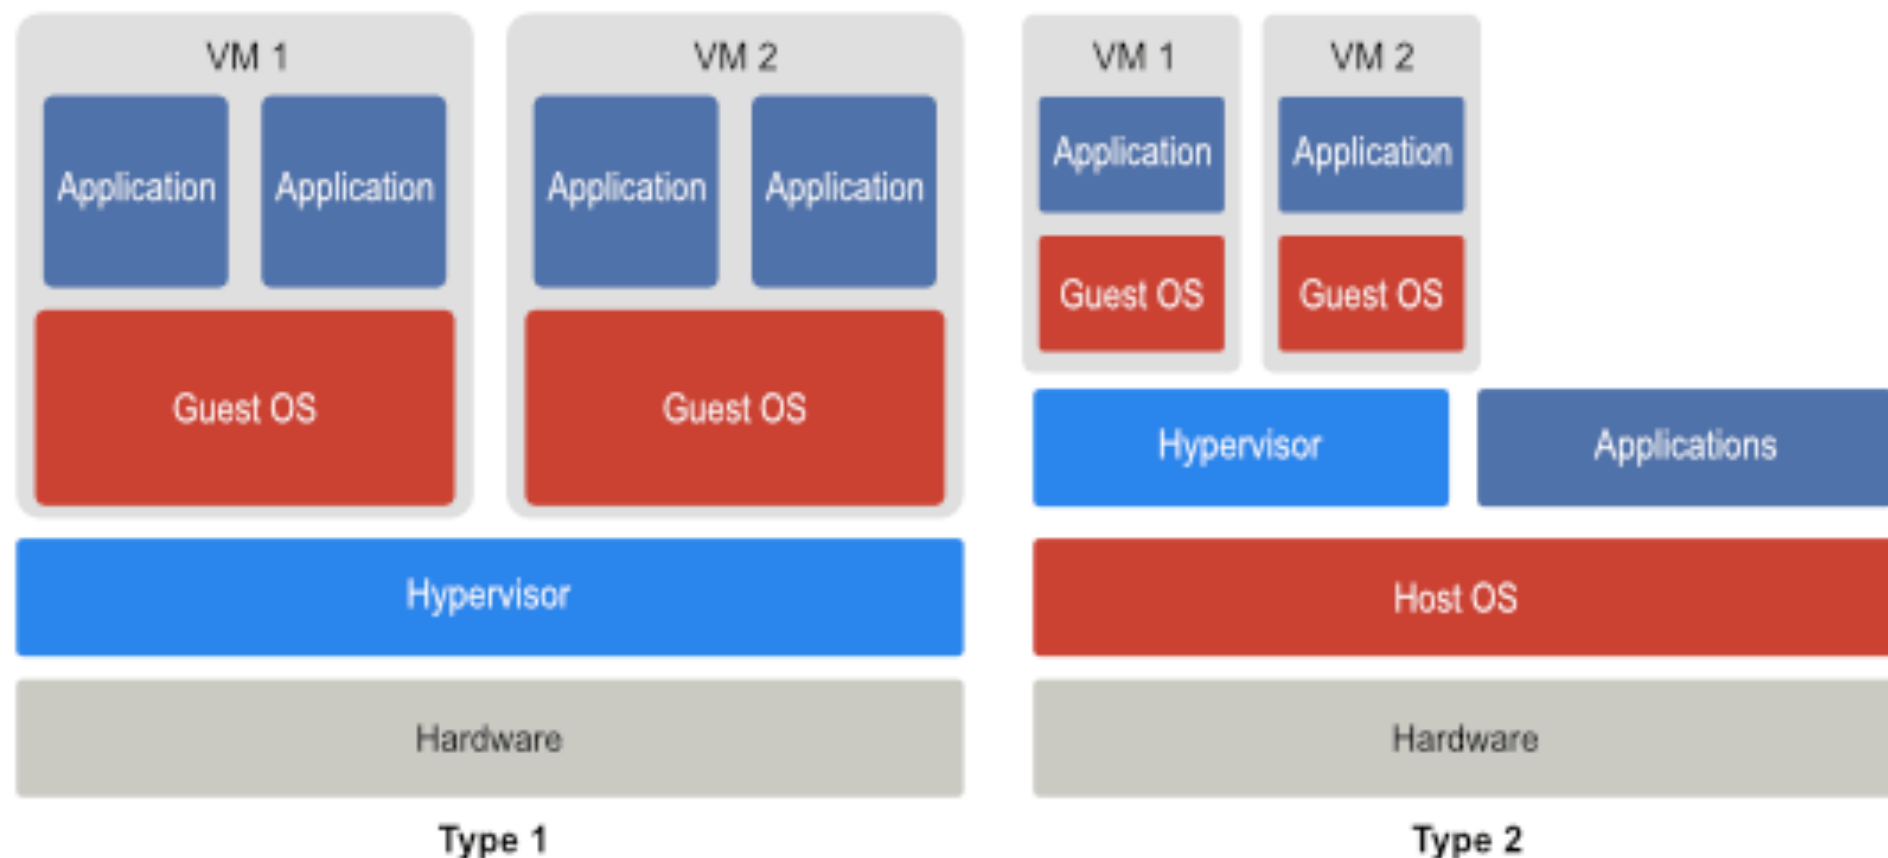 VM 1
Application
Application
Guest OS
VM 2
Application
Application
Guest OS
Hypervisor
Hardware
Type 1
VM 1
Application
Guest OS
VM 2
Application
Guest OS
Hypervisor
Applications
Host OS
Hardware
Type 2